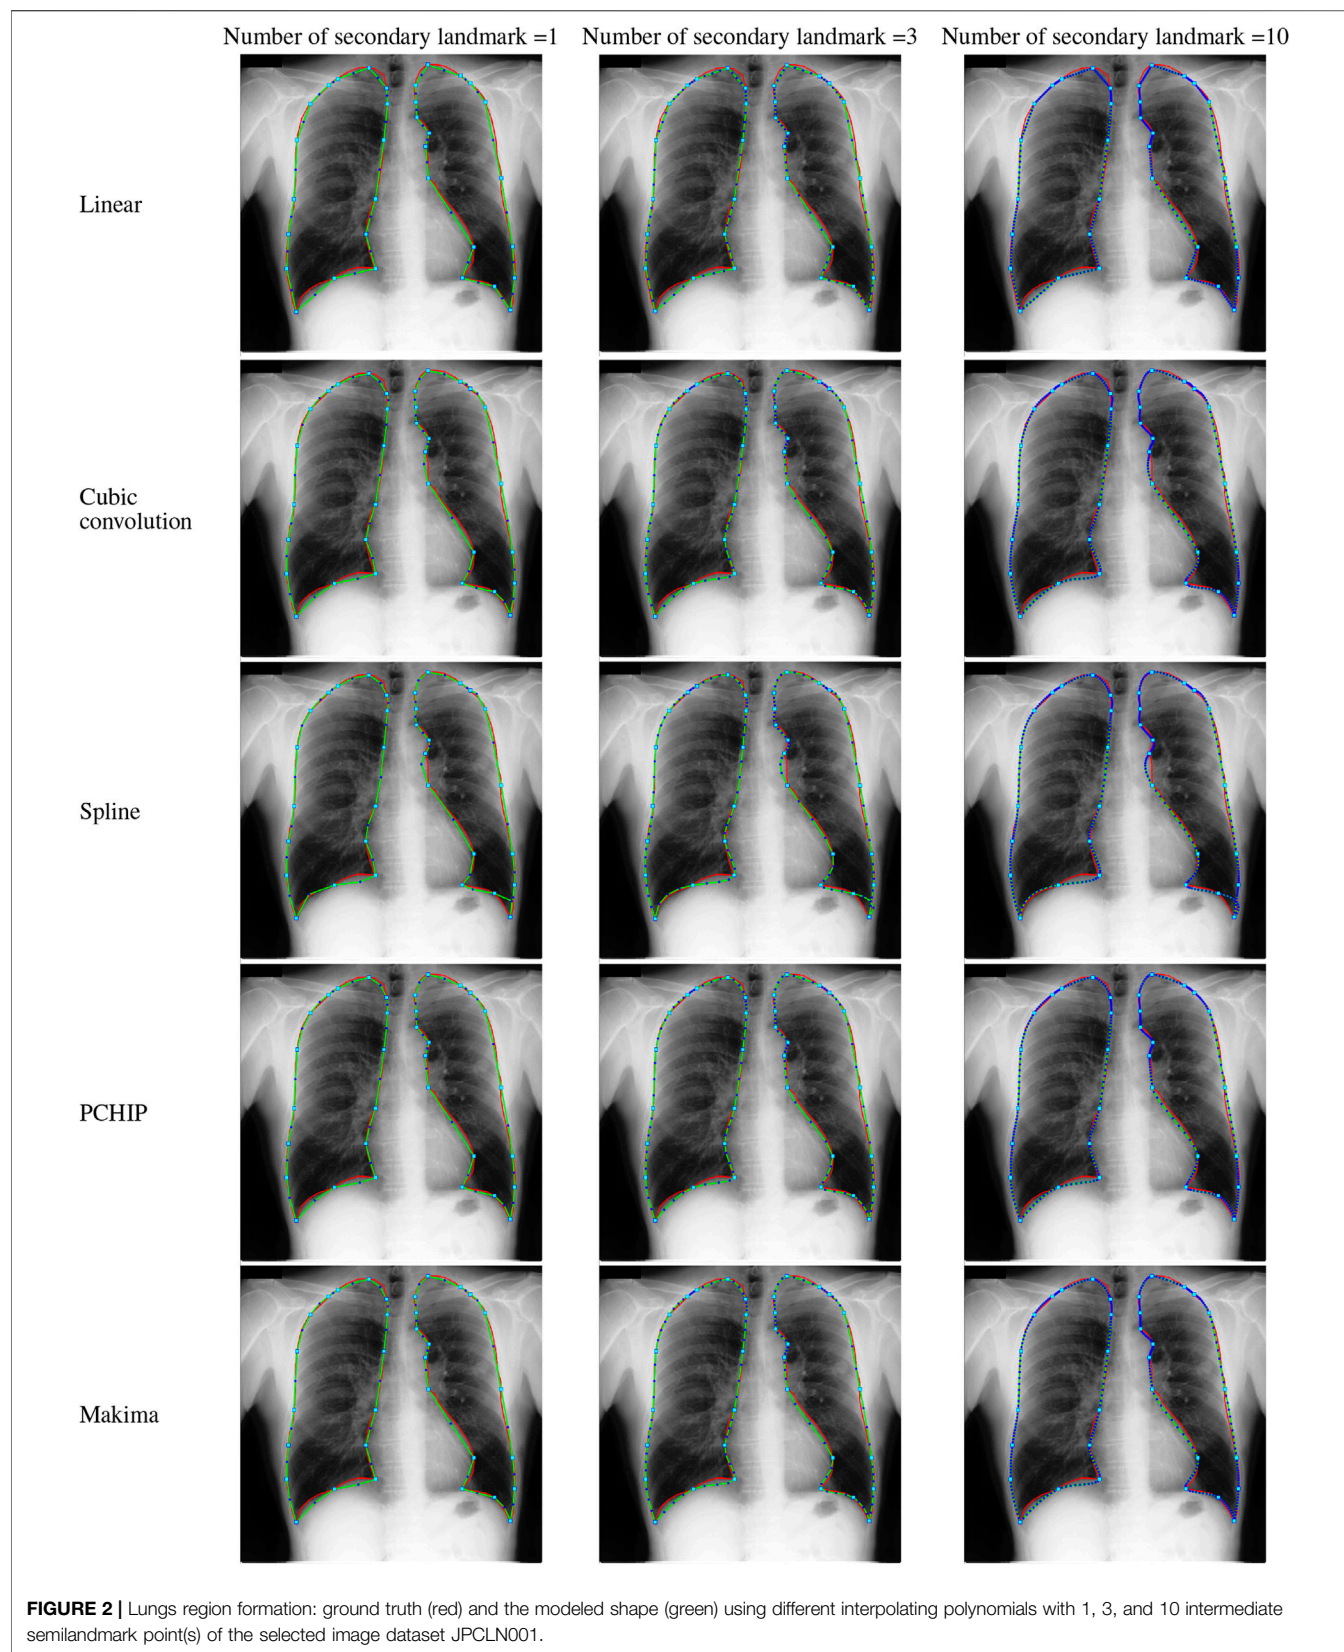 Number of secondary landmark =1
Number of secondary landmark =3
Number of secondary landmark =10
Linear
Cubic
convolution
Spline
PCHIP
Makima
FIGURE 2 | Lungs region formation: ground truth (red) and the modeled shape (green) using different interpolating polynomials with 1, 3, and 10 intermediate
semilandmark point(s) of the selected image dataset JPCLN001.